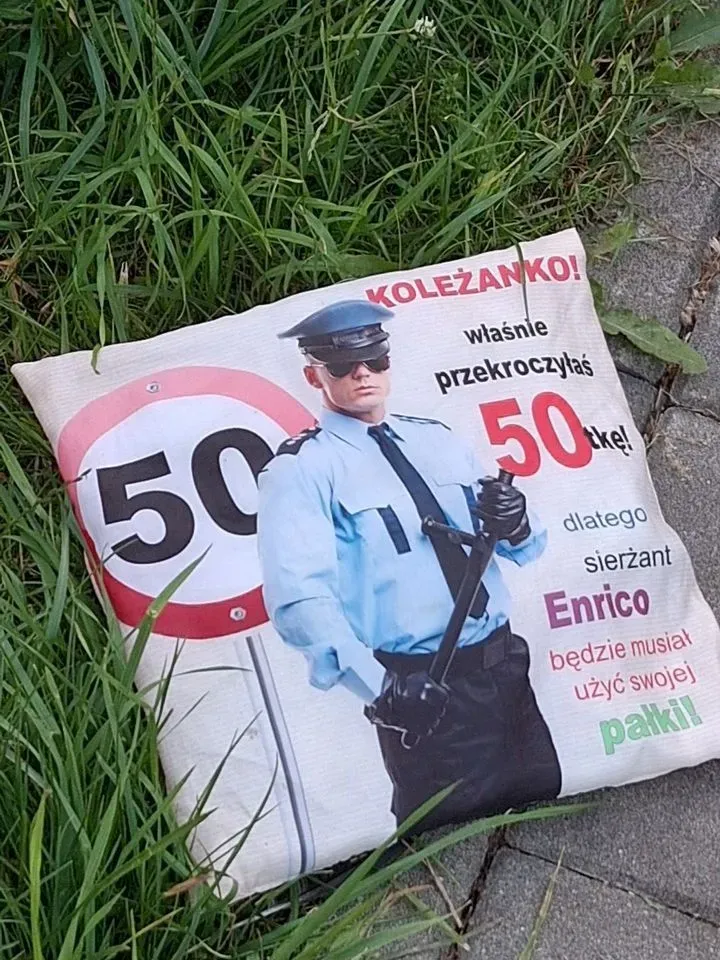 50
KOLEŻANKO!
właśnie
przekroczyłaś
50tkę!
dlatego
sierżant
Enrico
będzie musiał
użyć swojej
pałki!